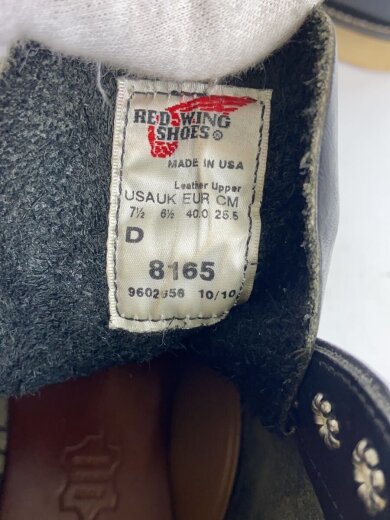 RED WING
SHOES®
MADE IN USA
Leather Upper
USA UK EUR CM
7½ 6½ 40.0 25.5
D
8165
9602956 10/10